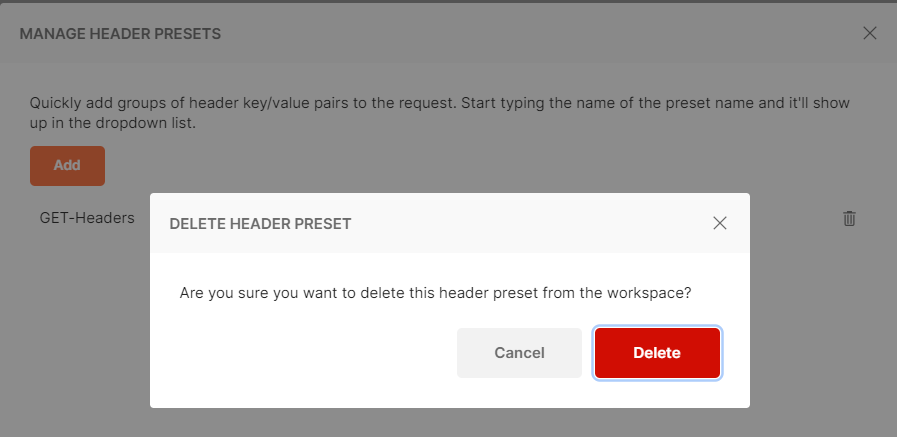 MANAGE HEADER PRESETS
Quickly add groups of header key/value pairs to the request. Start typing the name of the preset name and it'll show
up in the dropdown list.
Add
GET-Headers
DELETE HEADER PRESET
Are you sure you want to delete this header preset from the workspace?
Cancel
Delete